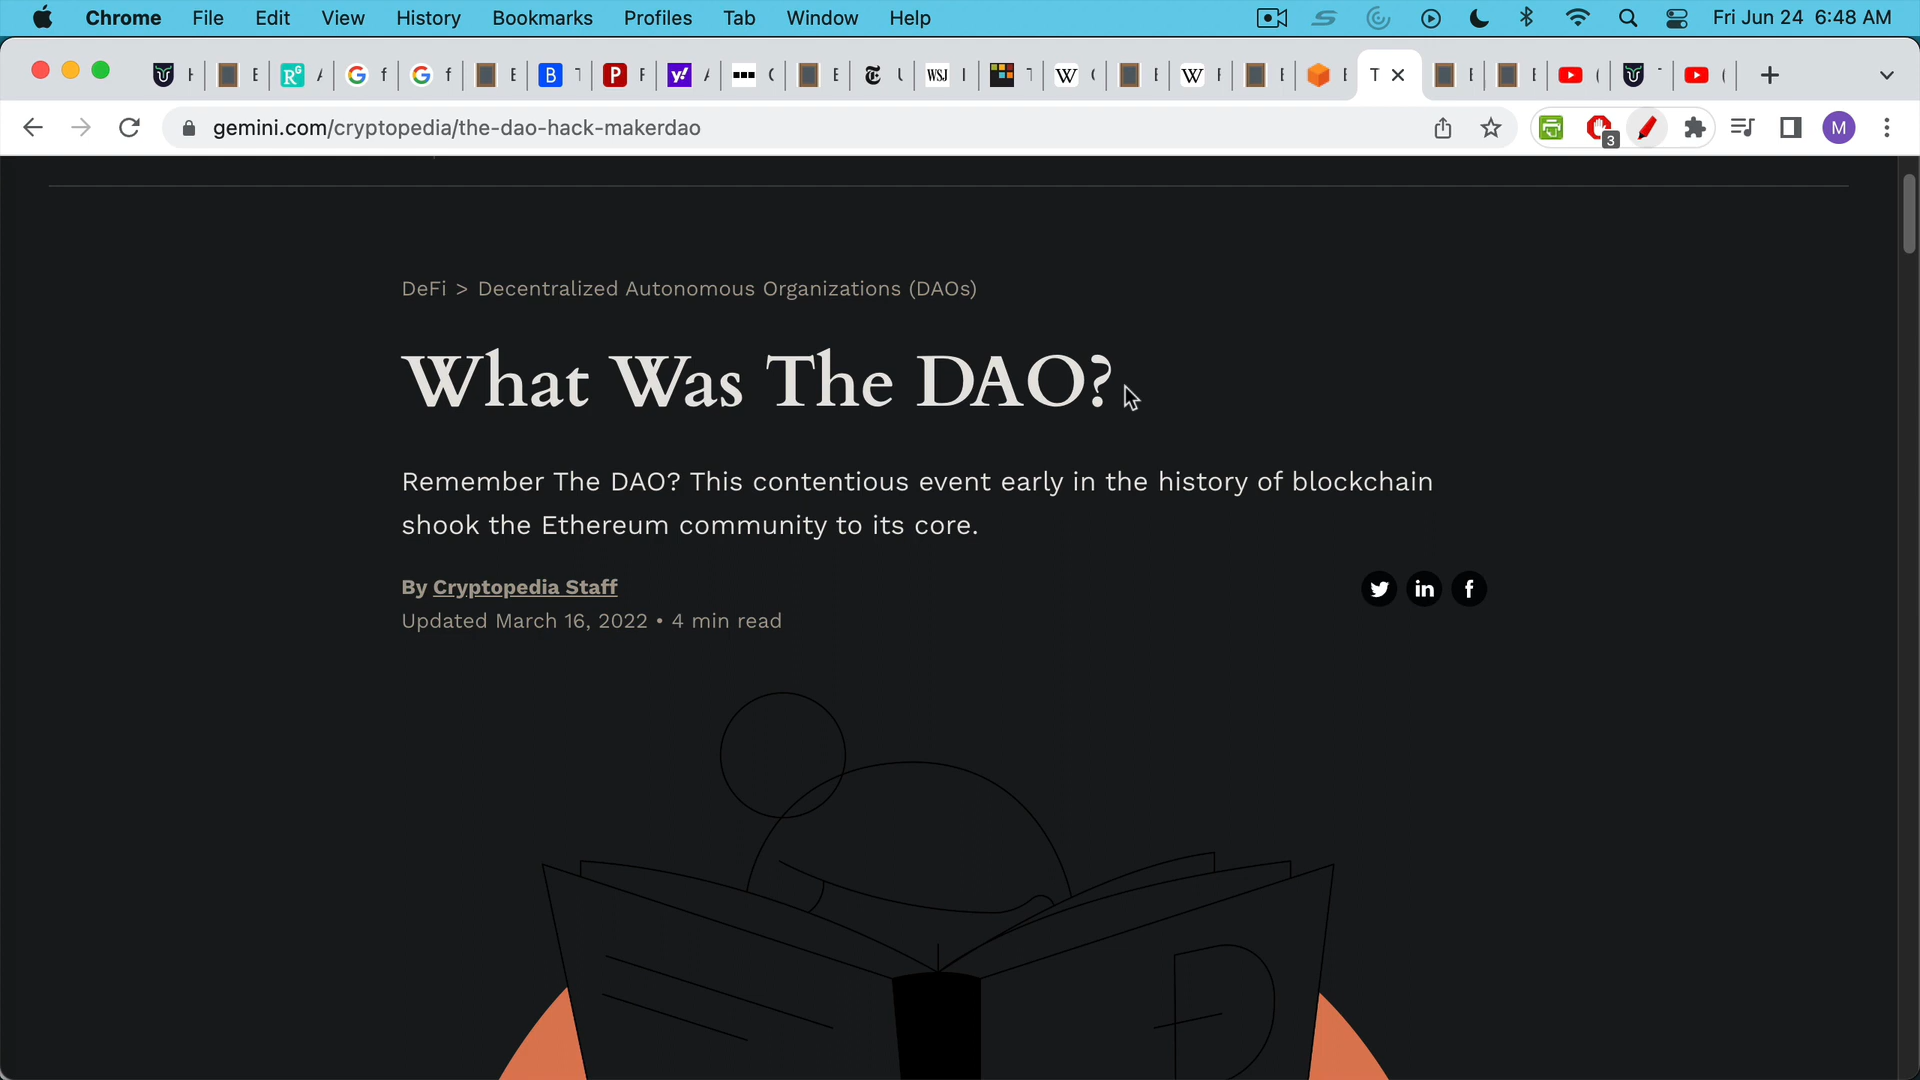 Chrome File Edit View History Bookmarks Profiles Tab Window Help Fri Jun 24 6:48 AM
H E A f f E B T P F y! A ( E U WSJ I T W ( E W F E E T E E ( T (
gemini.com/cryptopedia/the-dao-hack-makerdao 3 M
DeFi > Decentralized Autonomous Organizations (DAOs)
What Was The DAO?
Remember The DAO? This contentious event early in the history of blockchain
shook the Ethereum community to its core.
By Cryptopedia Staff
Updated March 16, 2022 • 4 min read